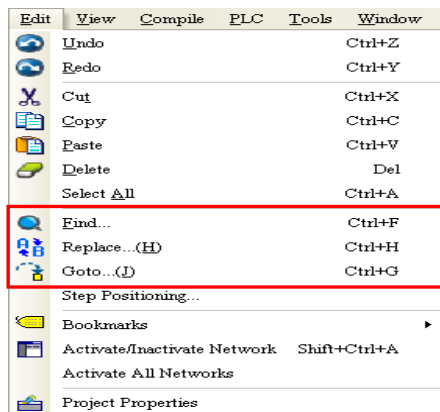 Edit View Compile PLC Tools Window
Undo Ctrl+Z
Redo Ctrl+Y
Cut Ctrl+X
Copy Ctrl+C
Paste Ctrl+V
Delete Del
Select All Ctrl+A
Find... Ctrl+F
Replace...(H) Ctrl+H
Goto...(J) Ctrl+G
Step Positioning...
Bookmarks
Activate/Inactivate Network Shift+Ctrl+A
Activate All Networks
Project Properties